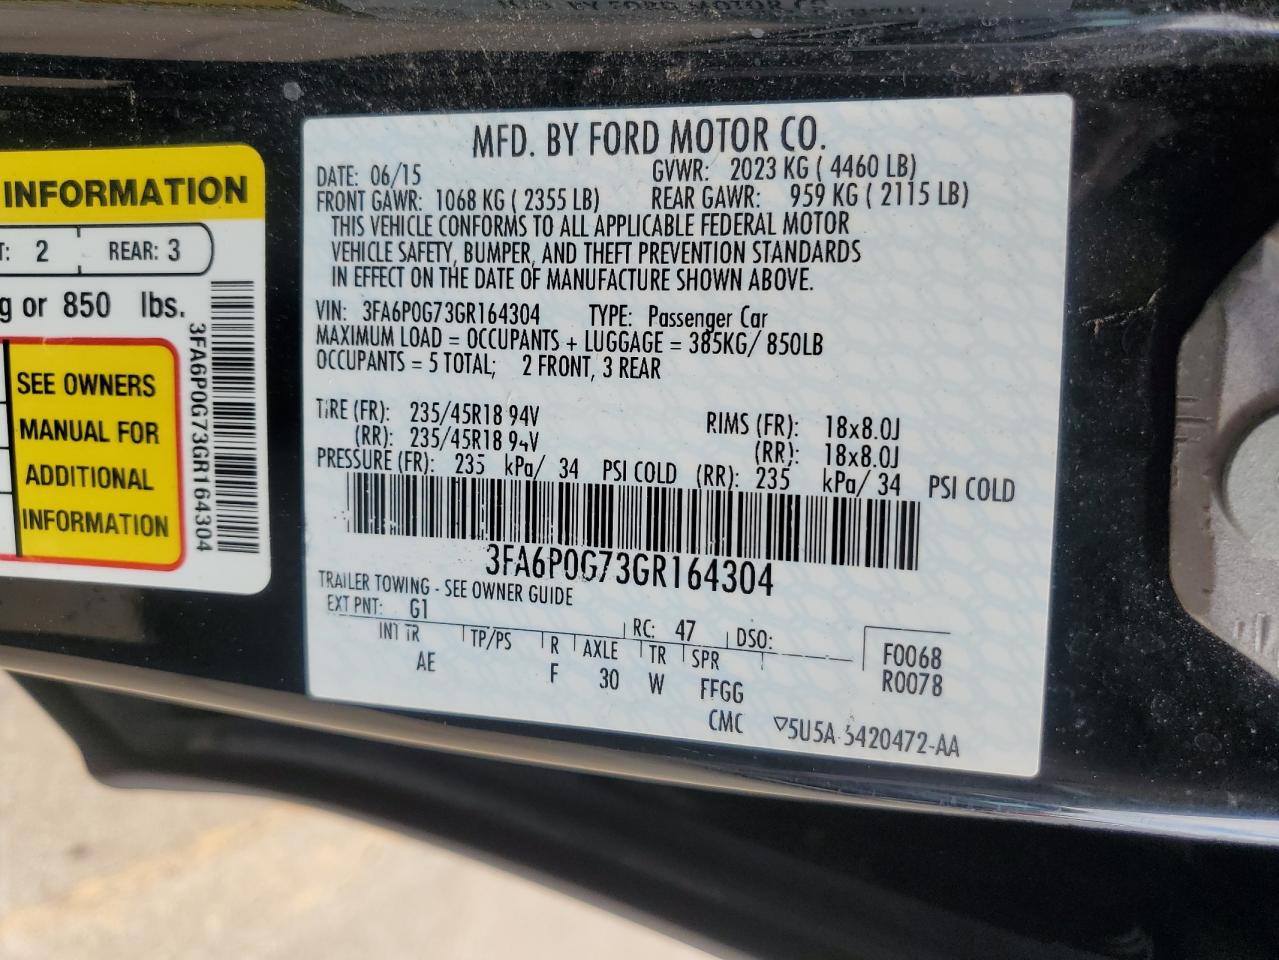 INFORMATION
T: 2 REAR: 3
g or 850 lbs.
SEE OWNERS
MANUAL FOR
ADDITIONAL
INFORMATION
3FA6P0G73GR164304
MFD. BY FORD MOTOR CO.
DATE: 06/15 GVWR: 2023 KG ( 4460 LB)
FRONT GAWR: 1068 KG ( 2355 LB) REAR GAWR: 959 KG ( 2115 LB)
THIS VEHICLE CONFORMS TO ALL APPLICABLE FEDERAL MOTOR
VEHICLE SAFETY, BUMPER, AND THEFT PREVENTION STANDARDS
IN EFFECT ON THE DATE OF MANUFACTURE SHOWN ABOVE.
VIN: 3FA6P0G73GR164304 TYPE: Passenger Car
MAXIMUM LOAD = OCCUPANTS + LUGGAGE = 385KG/ 850LB
OCCUPANTS = 5 TOTAL; 2 FRONT, 3 REAR
TIRE (FR): 235/45R18 94V RIMS (FR): 18x8.0J
(RR): 235/45R18 94V (RR): 18x8.0J
PRESSURE (FR): 235 kPa/ 34 PSI COLD (RR): 235 kPa/ 34 PSI COLD
3FA6P0G73GR164304
TRAILER TOWING - SEE OWNER GUIDE
EXT PNT: G1 RC: 47 DSO:
INT TR TP/PS R AXLE TR SPR F0068
AE F 30 W FFGG R0078
CMC ▽5U5A-5420472-AA